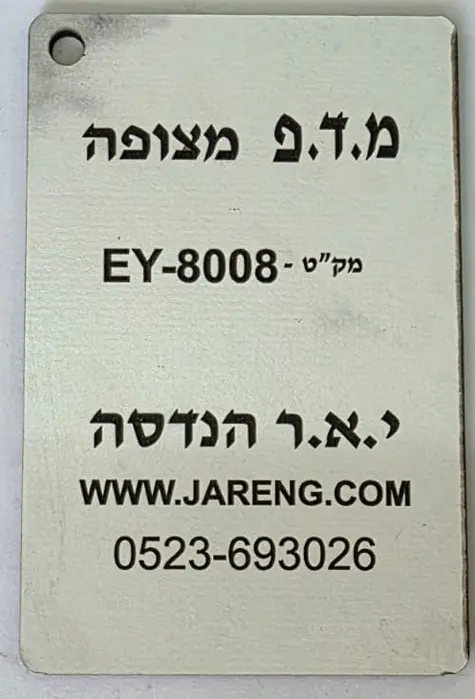 מ.ד.פ מצופה
מק"ט - EY-8008
י.א.ר הנדסה
WWW.JARENG.COM
0523-693026